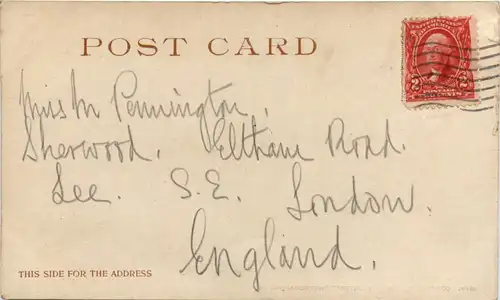 POST CARD
Miss M Pennington,
Sherwood. Eltham Road.
Lee. S. E. London.
England.
THIS SIDE FOR THE ADDRESS